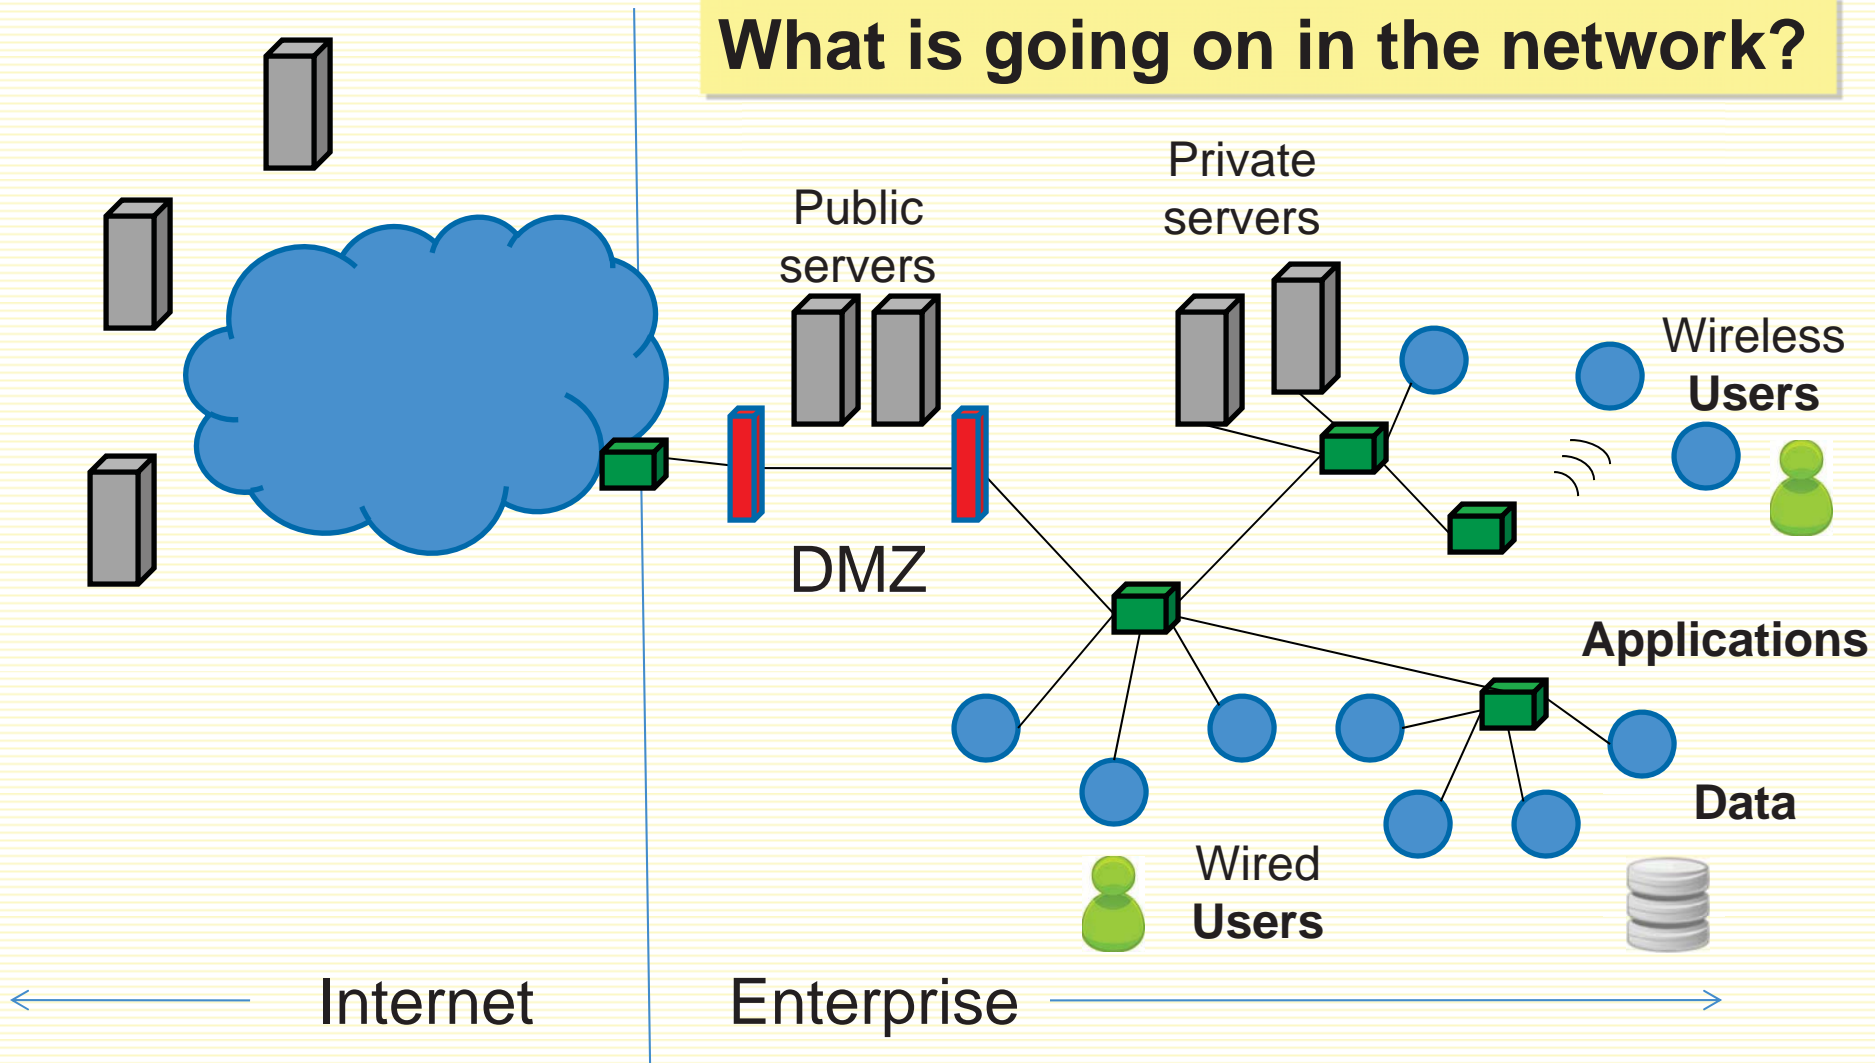 What is going on in the network?
Private
servers
Public
servers
Wireless
Users
DMZ
Applications
Data
Wired
Users
Internet
Enterprise